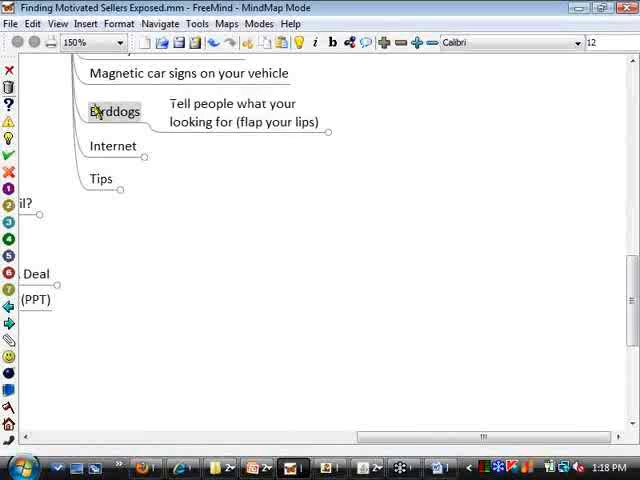 Finding Motivated Sellers Exposed.mm - FreeMind - MindMap Mode
File Edit View Insert Format Navigate Tools Maps Modes Help
150% Calibri 12
Magnetic car signs on your vehicle
Birddogs
Tell people what your
looking for (flap your lips)
Internet
Tips
il?
. Deal
(PPT)
1:18 PM